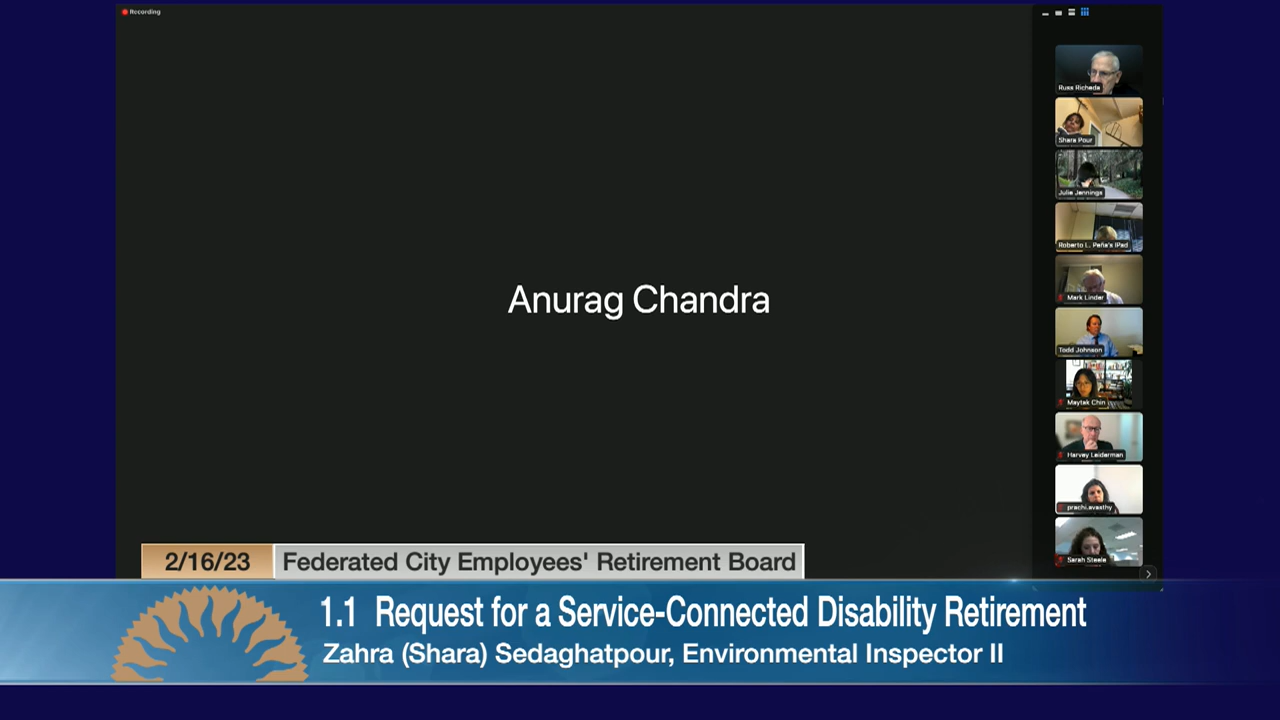 Recording
Russ Richeda
Shara Pour
Julie Jennings
Roberto L. Peña's iPad
Anurag Chandra
Mark Linder
Todd Johnson
Maytak Chin
Harvey Leiderman
prachi.avasthy
Sarah Steele
2/16/23 Federated City Employees' Retirement Board
1.1 Request for a Service-Connected Disability Retirement
Zahra (Shara) Sedaghatpour, Environmental Inspector II